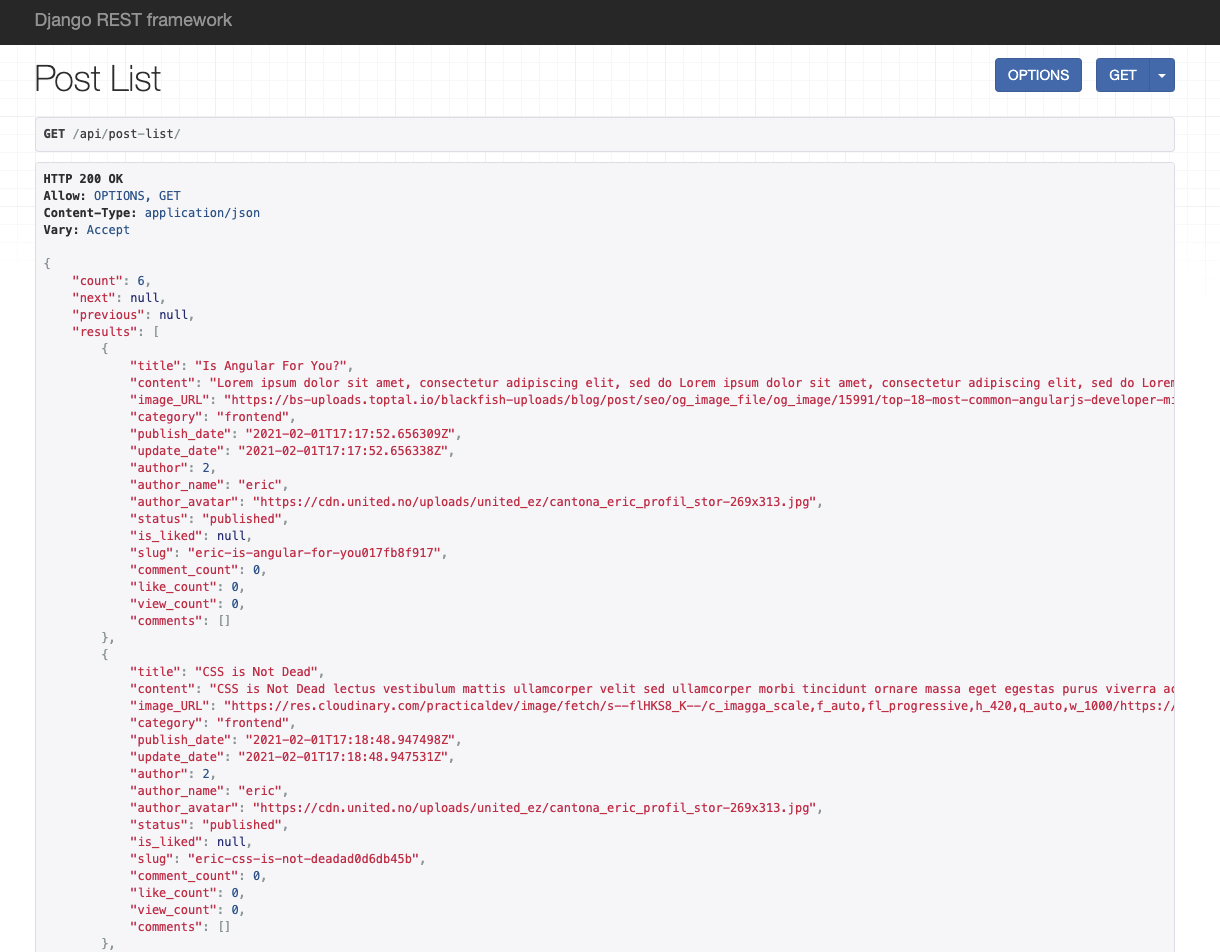 Django REST framework
Post List
OPTIONS
GET
GET /api/post-list/
HTTP 200 OK
Allow: OPTIONS, GET
Content-Type: application/json
Vary: Accept
{
"count": 6,
"next": null,
"previous": null,
"results": [
{
"title": "Is Angular For You?",
"content": "Lorem ipsum dolor sit amet, consectetur adipiscing elit, sed do Lorem ipsum dolor sit amet, consectetur adipiscing elit, sed do Lorem
"image_URL": "https://bs-uploads.toptal.io/blackfish-uploads/blog/post/seo/og_image_file/og_image/15991/top-18-most-common-angularjs-developer-mi
"category": "frontend",
"publish_date": "2021-02-01T17:17:52.656309Z",
"update_date": "2021-02-01T17:17:52.656338Z",
"author": 2,
"author_name": "eric",
"author_avatar": "https://cdn.united.no/uploads/united_ez/cantona_eric_profil_stor-269x313.jpg",
"status": "published",
"is_liked": null,
"slug": "eric-is-angular-for-you017fb8f917",
"comment_count": 0,
"like_count": 0,
"view_count": 0,
"comments": []
},
{
"title": "CSS is Not Dead",
"content": "CSS is Not Dead lectus vestibulum mattis ullamcorper velit sed ullamcorper morbi tincidunt ornare massa eget egestas purus viverra ac
"image_URL": "https://res.cloudinary.com/practicaldev/image/fetch/s--flHKS8_K--/c_imagga_scale,f_auto,fl_progressive,h_420,q_auto,w_1000/https:/
"category": "frontend",
"publish_date": "2021-02-01T17:18:48.947498Z",
"update_date": "2021-02-01T17:18:48.947531Z",
"author": 2,
"author_name": "eric",
"author_avatar": "https://cdn.united.no/uploads/united_ez/cantona_eric_profil_stor-269x313.jpg",
"status": "published",
"is_liked": null,
"slug": "eric-css-is-not-deadad0d6db45b",
"comment_count": 0,
"like_count": 0,
"view_count": 0,
"comments": []
},